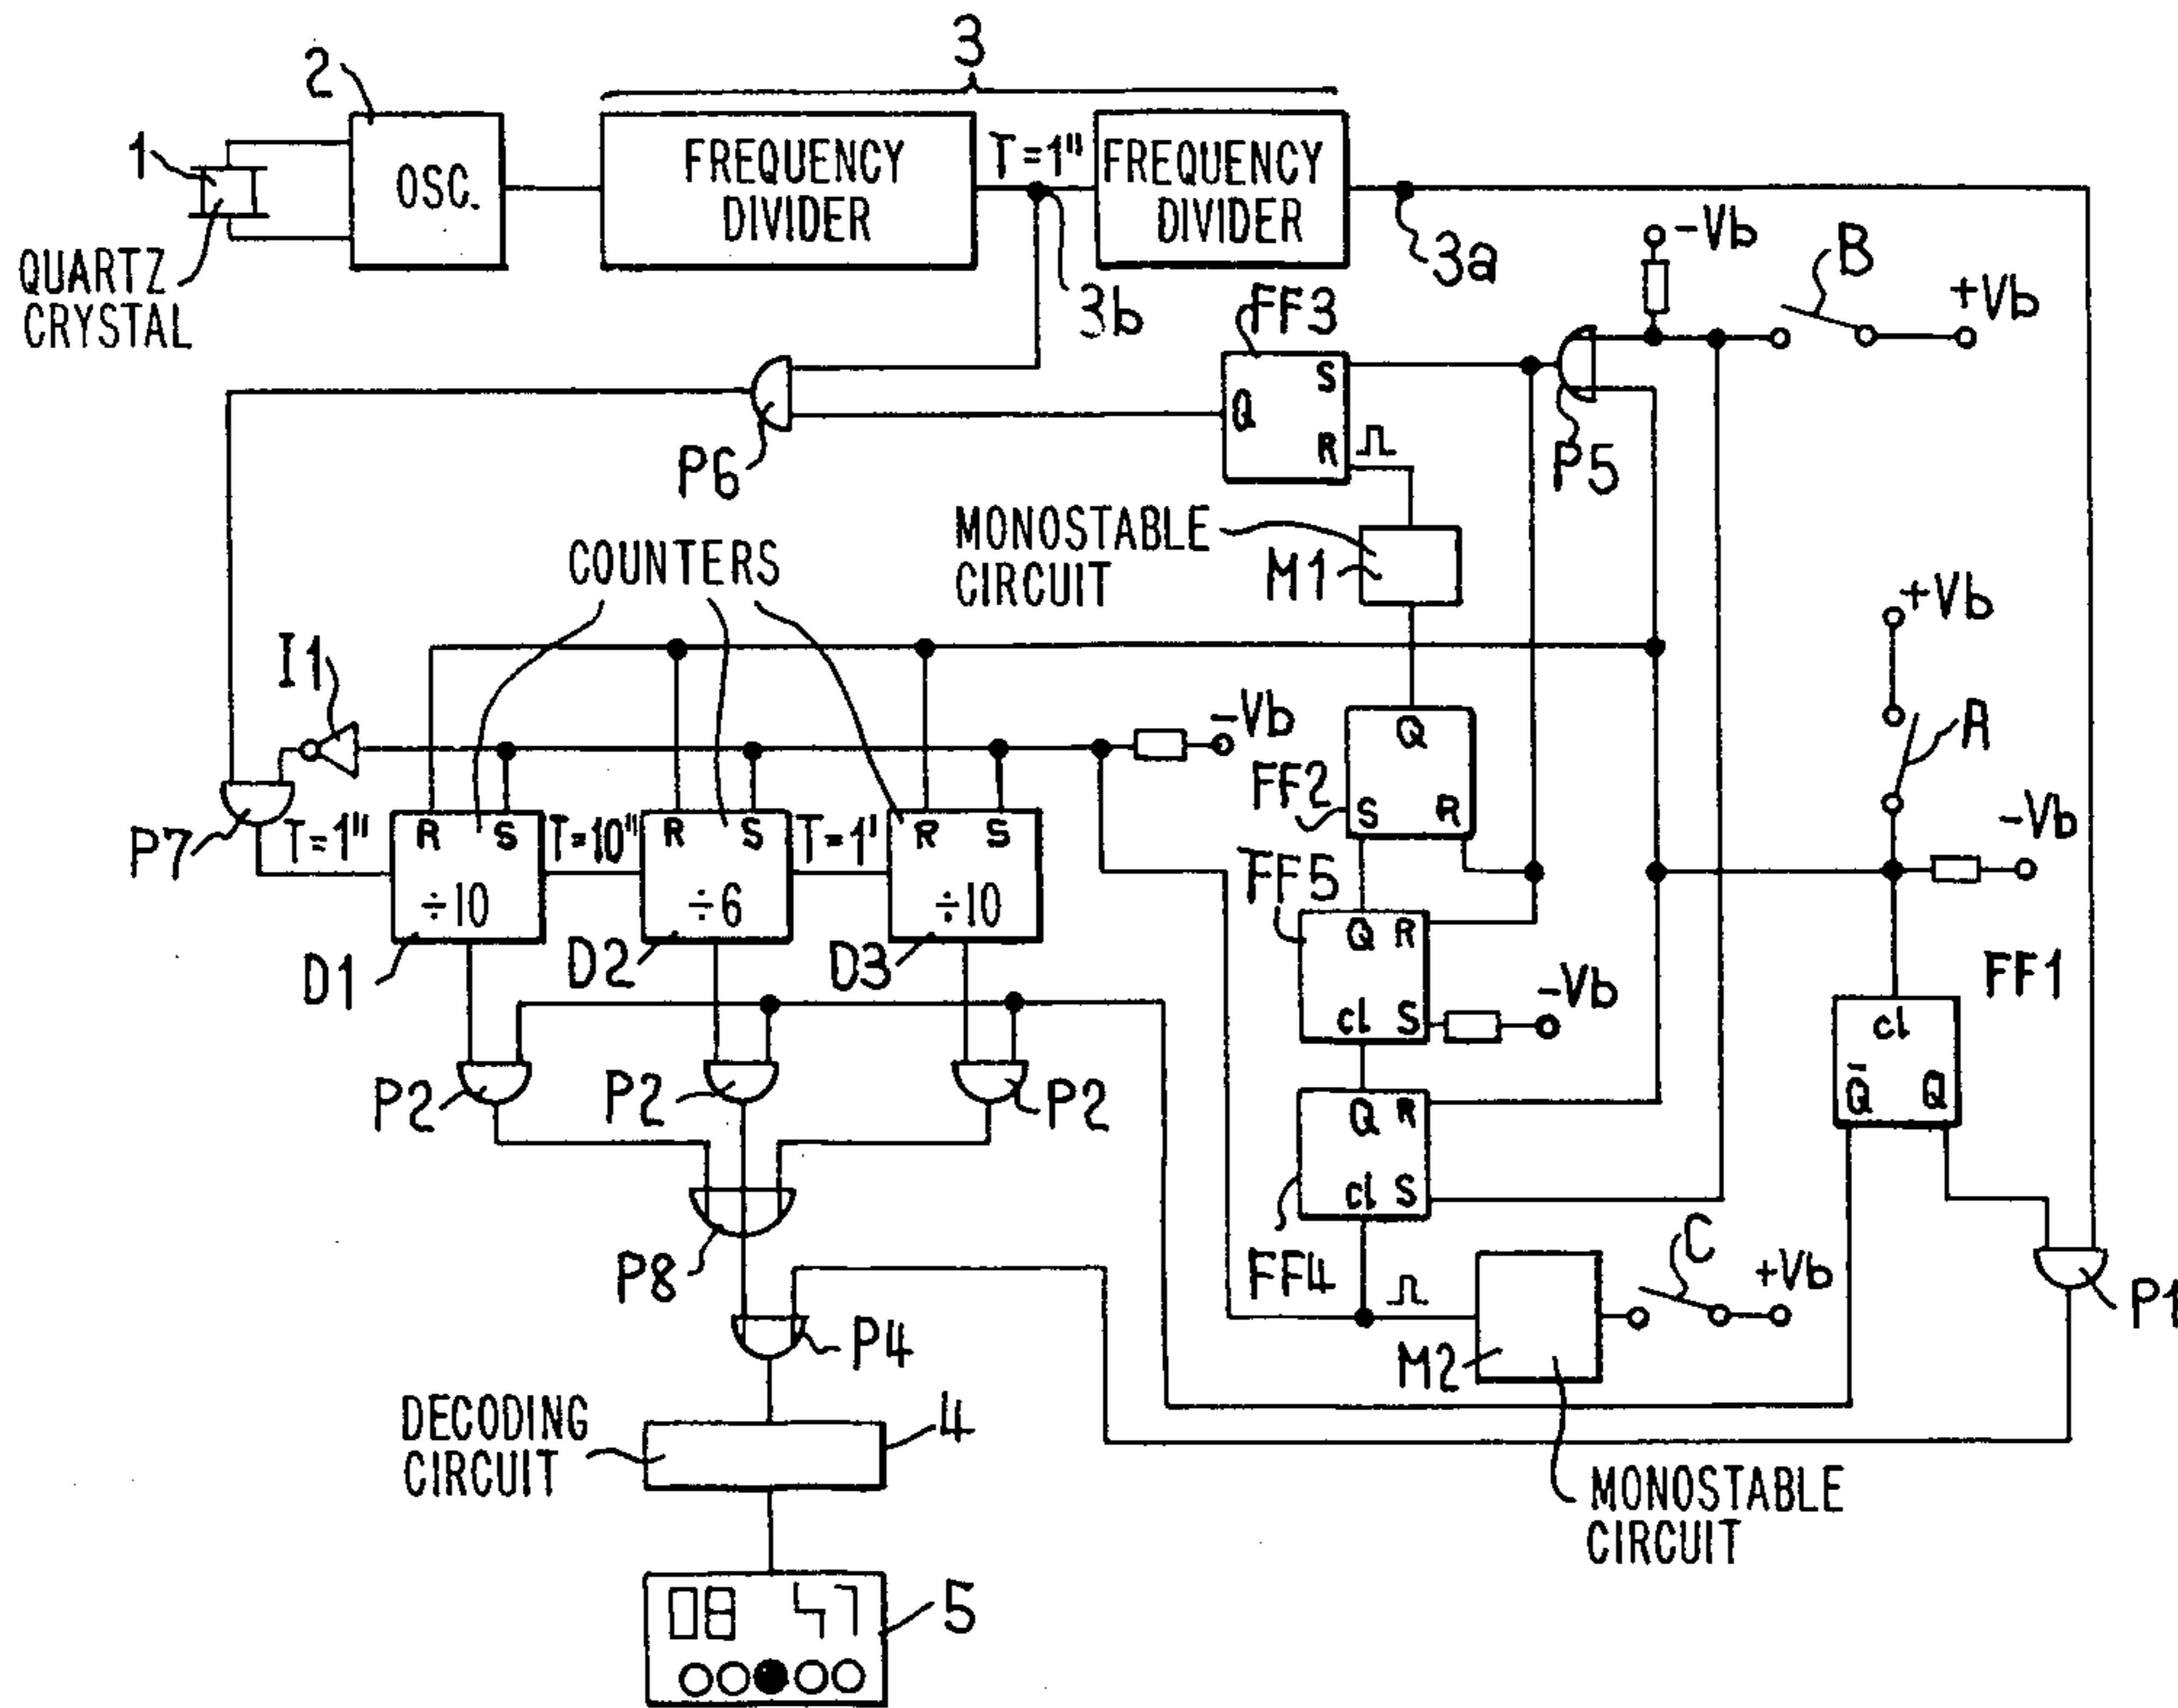 3
2
1
OSC.
FREQUENCY
DIVIDER
T=1"
FREQUENCY
DIVIDER
QUARTZ
CRYSTAL
3b
3a
-Vb
B
+Vb
FF3
S
Q
R
P5
P6
MONOSTABLE
CIRCUIT
M1
COUNTERS
I1
-Vb
+Vb
A
-Vb
Q
FF2
S
R
P7
T=1"
R
S
÷10
T=10"
R
S
÷6
T=1'
R
S
÷10
D1
D2
D3
FF5
Q
R
cl
S
-Vb
FF1
cl
Q̄
Q
P2
P2
P2
Q
R
cl
S
FF4
P8
C
+Vb
P1
M2
P4
DECODING
CIRCUIT
4
MONOSTABLE
CIRCUIT
08
47
5